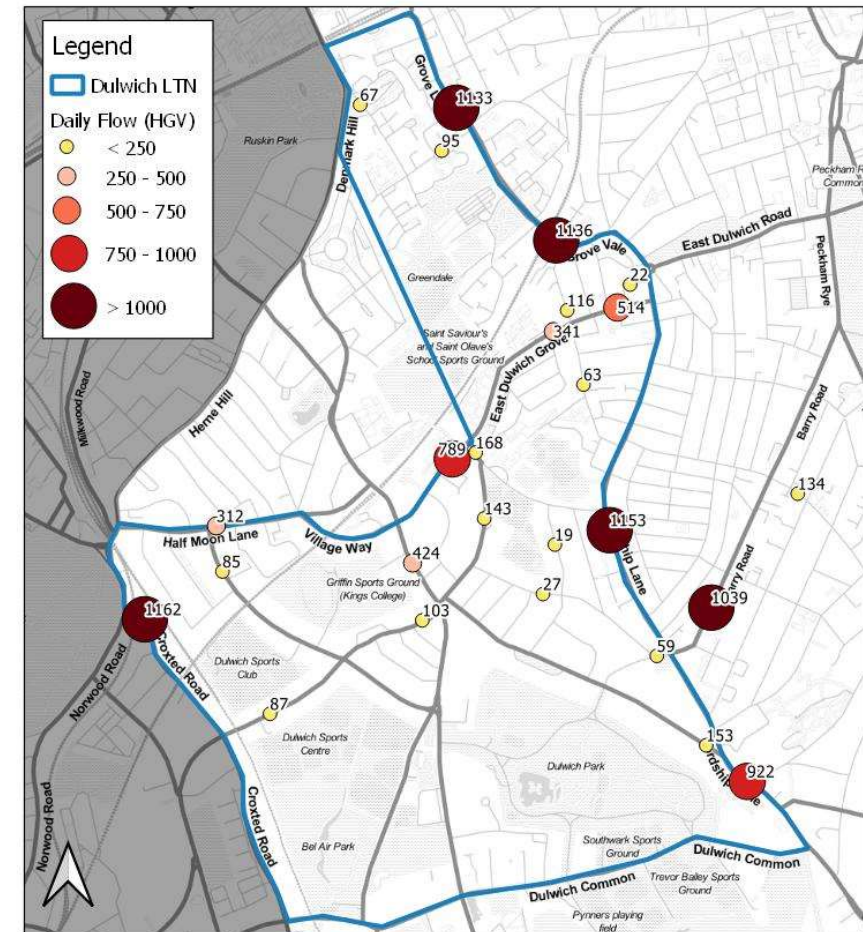 Legend
Dulwich LTN
Daily Flow (HGV)
< 250
250 - 500
500 - 750
750 - 1000
> 1000
67
1133
95
Denmark Hill
Ruskin Park
1136
Grove Vale
East Dulwich Road
Peckham
Common
Peckham Rye
22
116
514
341
Greendale
Saint Saviour's
and Saint Olave's
School Sports Ground
East Dulwich Grove
63
Milkwood Road
Herne Hill
Barry Road
134
789
168
143
312
Half Moon Lane
Village Way
424
19
1153
85
Griffin Sports Ground
(Kings College)
27
1039
103
1162
59
Norwood Road
Croxted Road
Dulwich Sports
Club
87
Dulwich Sports
Centre
153
922
Dulwich Park
Norwood Road
Croxted Road
Bel Air Park
Southwark Sports
Ground
Dulwich Common
Dulwich Common
Trevor Bailey Sports
Ground
Pynners playing
field